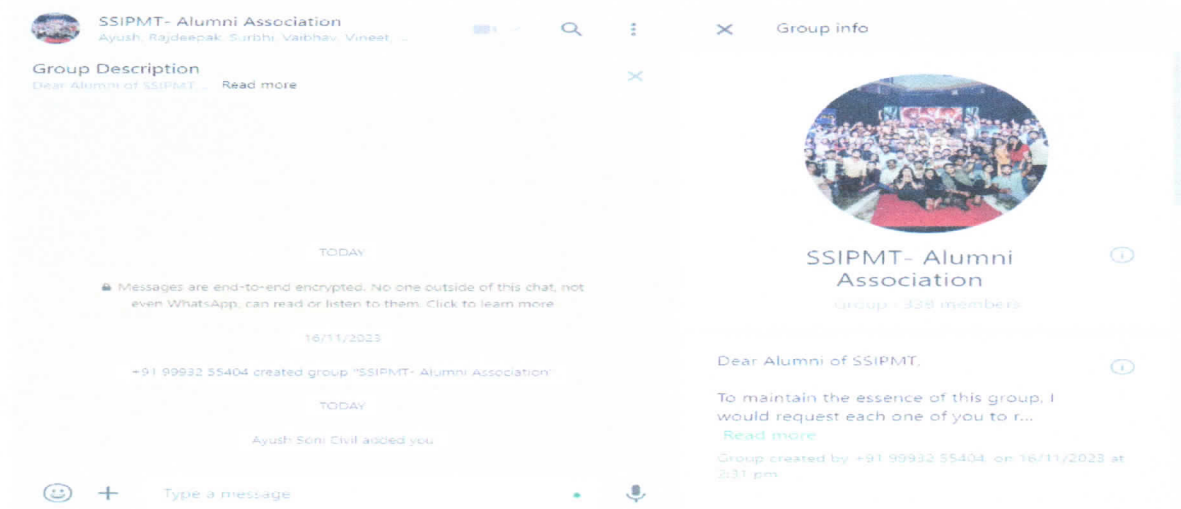 SSIPMT- Alumni Association
Ayush, Rajdeepak, Surbhi, Vaibhav, Vineet, ...
Group Description
Dear Alumni of SSIPMT, ... Read more
TODAY
Messages are end-to-end encrypted. No one outside of this chat, not
even WhatsApp, can read or listen to them. Click to learn more
16/11/2023
+91 99932 55404 created group "SSIPMT- Alumni Association"
TODAY
Ayush Soni Civil added you
Type a message
Group info
SSIPMT- Alumni
Association
Group · 338 members
Dear Alumni of SSIPMT,
To maintain the essence of this group, I
would request each one of you to r...
Read more
Group created by +91 99932 55404, on 16/11/2023 at
2:31 pm